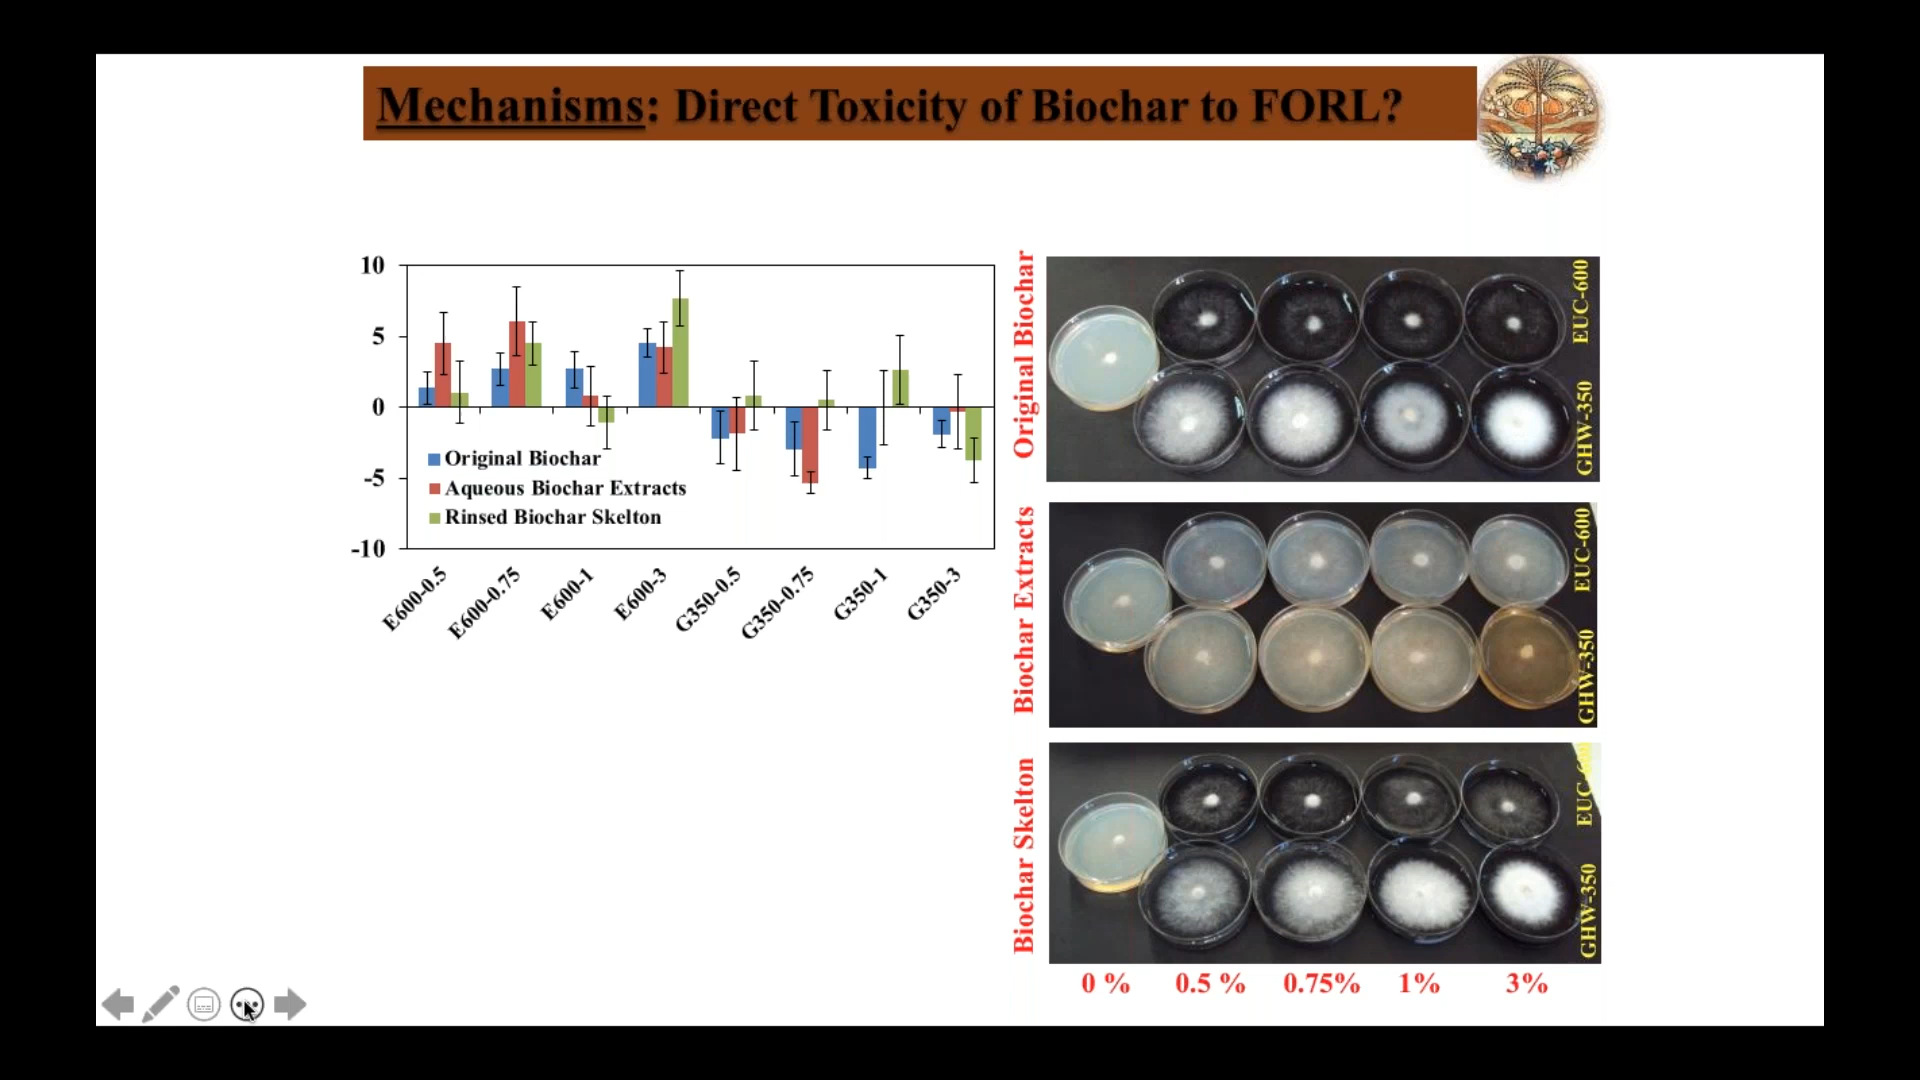 Mechanisms: Direct Toxicity of Biochar to FORL?
10
5
0
-5
-10
Original Biochar
Aqueous Biochar Extracts
Rinsed Biochar Skelton
E600-0.5
E600-0.75
E600-1
E600-3
G350-0.5
G350-0.75
G350-1
G350-3
Original Biochar
EUC-600
GHW-350
Biochar Extracts
EUC-600
GHW-350
Biochar Skelton
EUC-600
GHW-350
0 % 0.5 % 0.75% 1% 3%